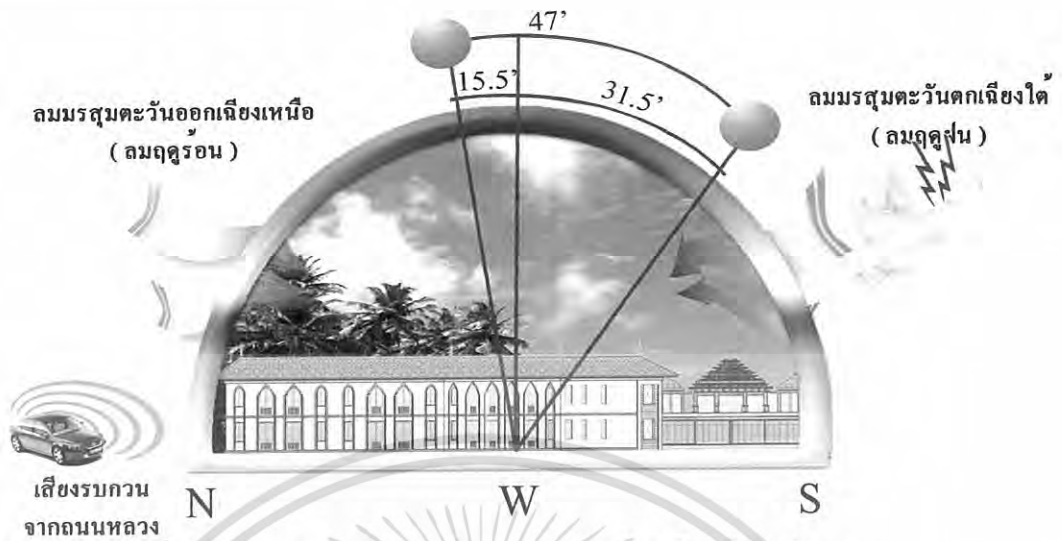 47’
15.5’
31.5’
ลมมรสุมตะวันออกเฉียงเหนือ
( ลมฤดูร้อน )
ลมมรสุมตะวันตกเฉียงใต้
( ลมฤดูฝน )
เสียงรบกวน
จากถนนหลวง
N W S